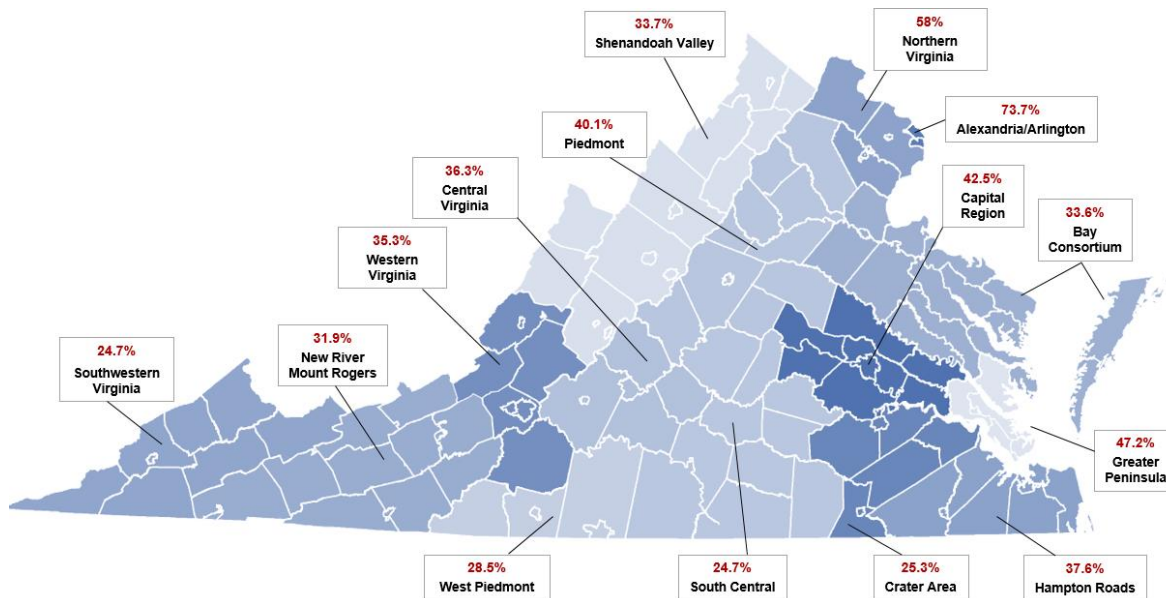 33.7%
Shenandoah Valley
58%
Northern
Virginia
73.7%
Alexandria/Arlington
40.1%
Piedmont
36.3%
Central
Virginia
42.5%
Capital
Region
33.6%
Bay
Consortium
35.3%
Western
Virginia
31.9%
New River
Mount Rogers
24.7%
Southwestern
Virginia
47.2%
Greater
Peninsula
28.5%
West Piedmont
24.7%
South Central
25.3%
Crater Area
37.6%
Hampton Roads